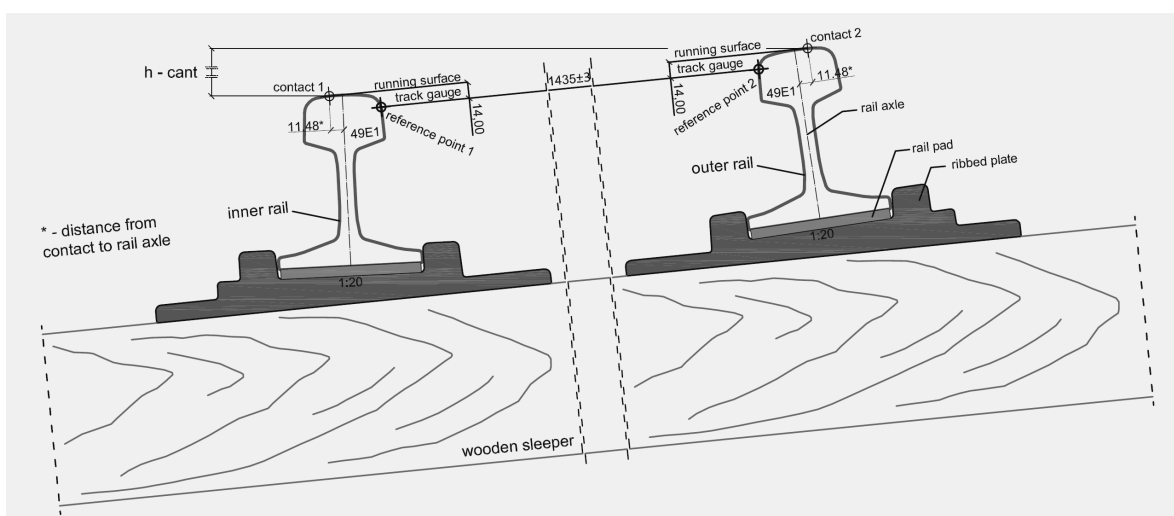 contact 2
running surface
h - cant
track gauge
1435±3
11.48*
contact 1
running surface
49E1
track gauge
14.00
14.00
reference point 2
rail axle
11.48*
49E1
reference point 1
rail pad
outer rail
ribbed plate
inner rail
* - distance from
contact to rail axle
1:20
1:20
wooden sleeper